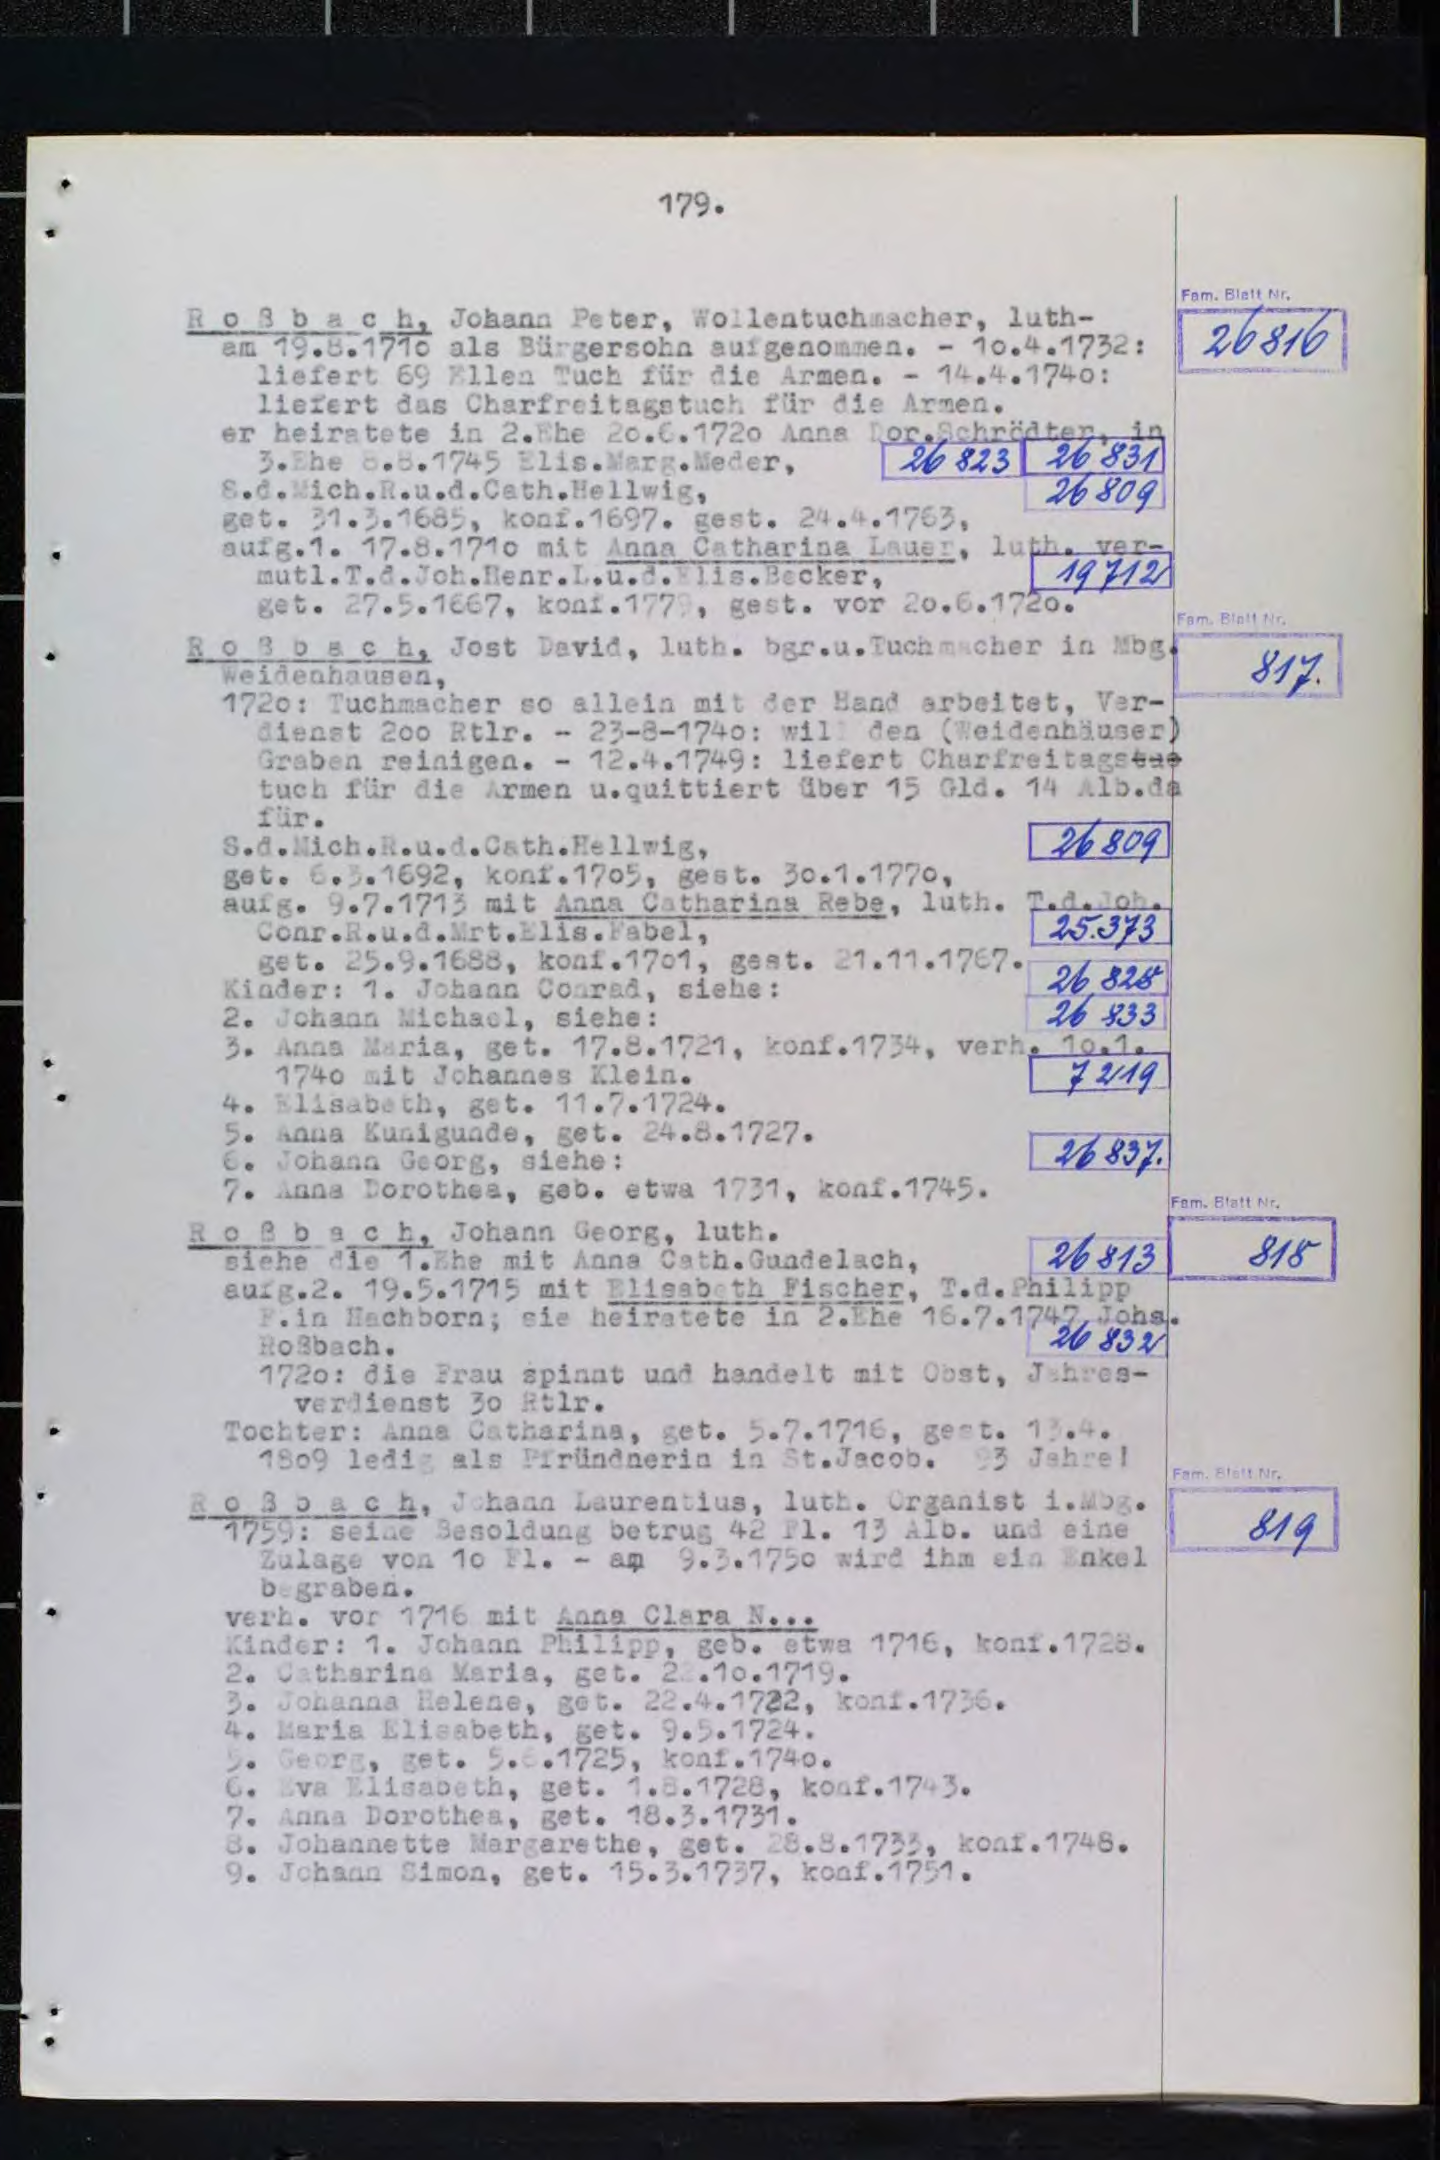 179.
Fam. Blatt Nr.
R o ß b a c h, Johann Peter, Wollentuchmacher, luth-
26816
am 19.8.1710 als Bürgersohn aufgenommen. - 10.4.1732:
liefert 69 Ellen Tuch für die Armen. - 14.4.1740:
liefert das Charfreitagstuch für die Armen.
er heiratete in 2.Ehe 20.6.1720 Anna Dor.Schrödter, in
3.Ehe 8.8.1745 Elis.Marg.Meder, 26823 26831
S.d.Mich.R.u.d.Cath.Hellwig, 26809
get. 31.3.1685, konf.1697. gest. 24.4.1763,
aufg.1. 17.8.1710 mit Anna Catharina Lauer, luth. ver-
mutl.T.d.Joh.Henr.L.u.d.Elis.Becker, 19712
get. 27.5.1667, konf.1779, gest. vor 20.6.1720.
Fam. Blatt Nr.
R o ß b a c h, Jost David, luth. bgr.u.Tuchmacher in Mbg.
817.
Weidenhausen,
1720: Tuchmacher so allein mit der Hand arbeitet, Ver-
dienst 200 Rtlr. - 23-8-1740: will den (Weidenhäuser)
Graben reinigen. - 12.4.1749: liefert Charfreitagstuc
tuch für die Armen u.quittiert über 15 Gld. 14 Alb.da
für.
S.d.Mich.R.u.d.Cath.Hellwig, 26809
get. 6.3.1692, konf.1705, gest. 30.1.1770,
aufg. 9.7.1713 mit Anna Catharina Rebe, luth. T.d.Joh.
Conr.R.u.d.Mrt.Elis.Fabel, 25.373
get. 25.9.1688, konf.1701, gest. 21.11.1767.
Kinder: 1. Johann Conrad, siehe: 26828
2. Johann Michael, siehe: 26833
3. Anna Maria, get. 17.8.1721, konf.1734, verh. 10.1.
1740 mit Johannes Klein. 7219
4. Elisabeth, get. 11.7.1724.
5. Anna Kunigunde, get. 24.8.1727.
6. Johann Georg, siehe: 26837.
7. Anna Dorothea, geb. etwa 1731, konf.1745.
Fam. Blatt Nr.
R o ß b a c h, Johann Georg, luth.
siehe die 1.Ehe mit Anna Cath.Gundelach, 26813 818
aufg.2. 19.5.1715 mit Elisabeth Fischer, T.d.Philipp
F.in Hachborn; sie heiratete in 2.Ehe 16.7.1747 Johs.
Roßbach. 26832
1720: die Frau spinnt und handelt mit Obst, Jahres-
verdienst 30 Rtlr.
Tochter: Anna Catharina, get. 5.7.1716, gest. 13.4.
1809 ledig als Pfründnerin in St.Jacob. 93 Jahre!
Fam. Blatt Nr.
R o ß b a c h, Johann Laurentius, luth. Organist i.Mbg.
819
1759: seine Besoldung betrug 42 Fl. 13 Alb. und eine
Zulage von 10 Fl. - am 9.3.1750 wird ihm ein Enkel
begraben.
verh. vor 1716 mit Anna Clara N...
Kinder: 1. Johann Philipp, geb. etwa 1716, konf.1728.
2. Catharina Maria, get. .10.1719.
3. Johanna Helene, get. 22.4.1722, konf.1736.
4. Maria Elisabeth, get. 9.5.1724.
5. Georg, get. 5.6.1725, konf.1740.
6. Eva Elisabeth, get. 1.8.1728, konf.1743.
7. Anna Dorothea, get. 18.3.1731.
8. Johannette Margarethe, get. 28.8.1733, konf.1748.
9. Johann Simon, get. 15.3.1737, konf.1751.